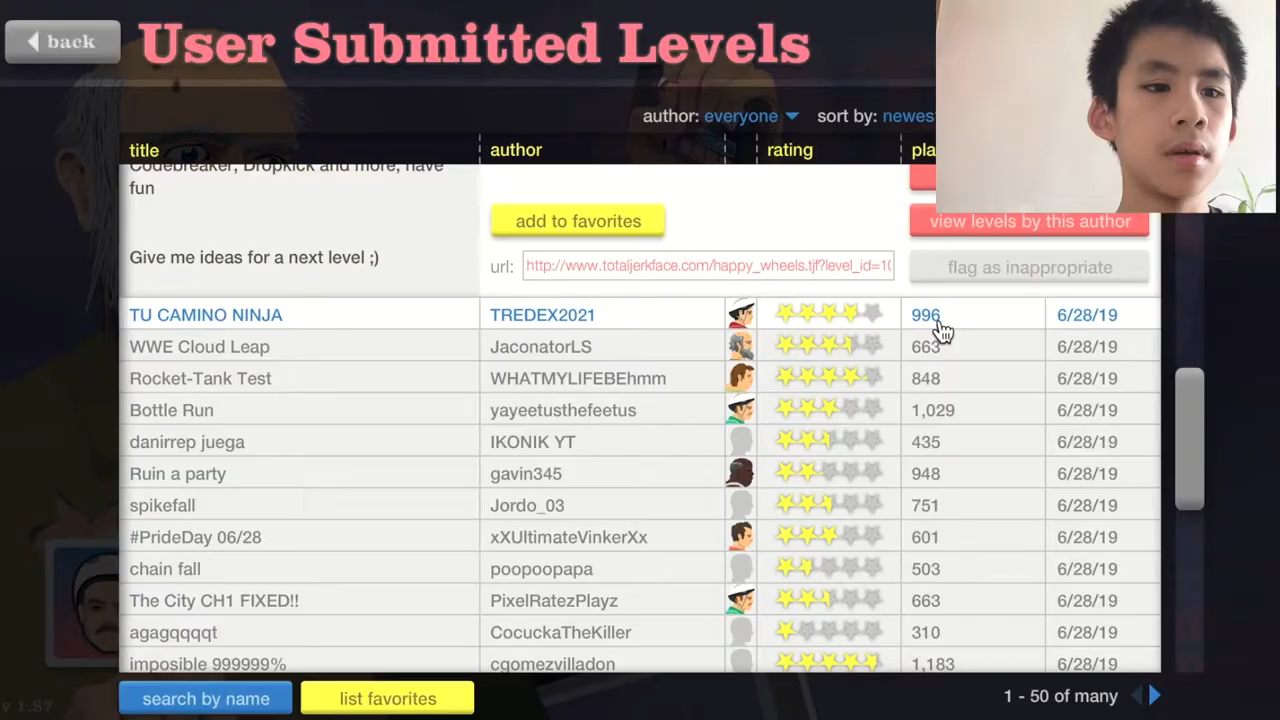 back
User Submitted Levels
author: everyone sort by: newes
title author rating pla
Codebreaker, Dropkick and more, have
fun
add to favorites view levels by this author
Give me ideas for a next level ;)
url: http://www.totaljerkface.com/happy_wheels.tjf?level_id=1( flag as inappropriate
TU CAMINO NINJA TREDEX2021 996 6/28/19
WWE Cloud Leap JaconatorLS 663 6/28/19
Rocket-Tank Test WHATMYLIFEBEhmm 848 6/28/19
Bottle Run yayeetusthefeetus 1,029 6/28/19
danirrep juega IKONIK YT 435 6/28/19
Ruin a party gavin345 948 6/28/19
spikefall Jordo_03 751 6/28/19
#PrideDay 06/28 xXUltimateVinkerXx 601 6/28/19
chain fall poopoopapa 503 6/28/19
The City CH1 FIXED!! PixelRatezPlayz 663 6/28/19
agagqqqqt CocuckaTheKiller 310 6/28/19
imposible 999999% cgomezvilladon 1,183 6/28/19
search by name list favorites 1 - 50 of many
v 1.87